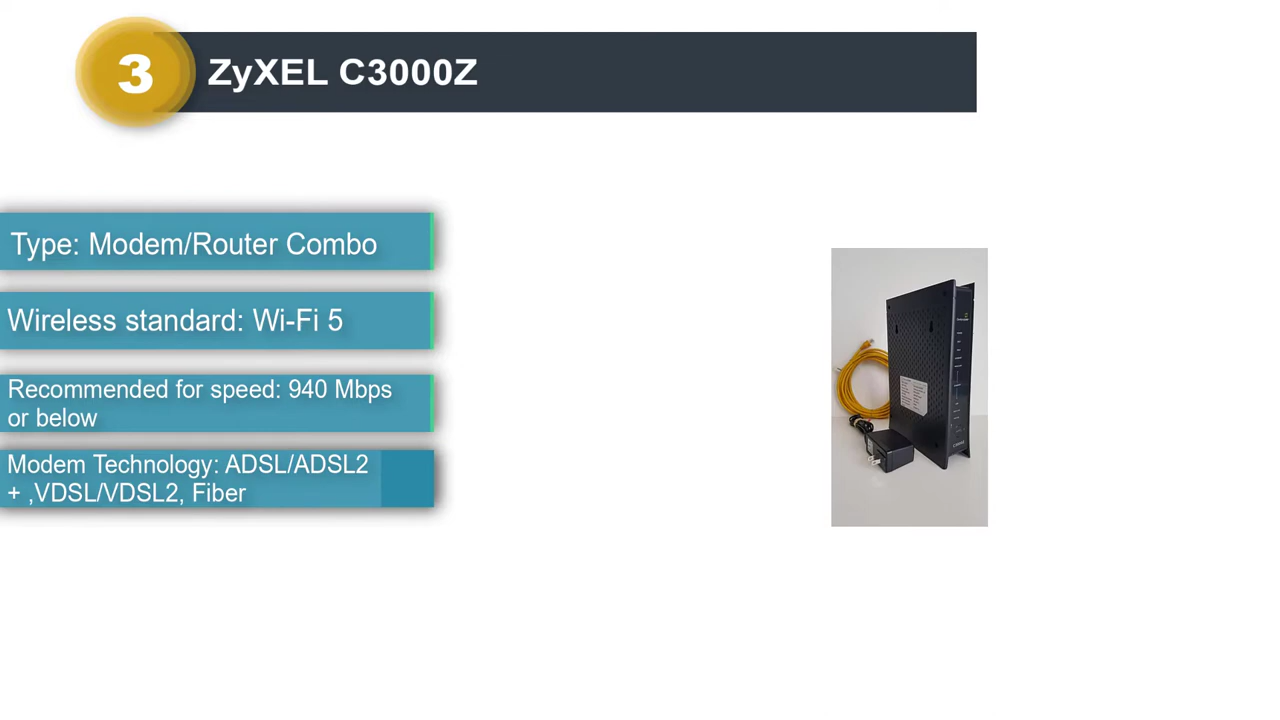 3
ZyXEL C3000Z
Type: Modem/Router Combo
Wireless standard: Wi-Fi 5
Recommended for speed: 940 Mbps
or below
Modem Technology: ADSL/ADSL2
+ ,VDSL/VDSL2, Fiber